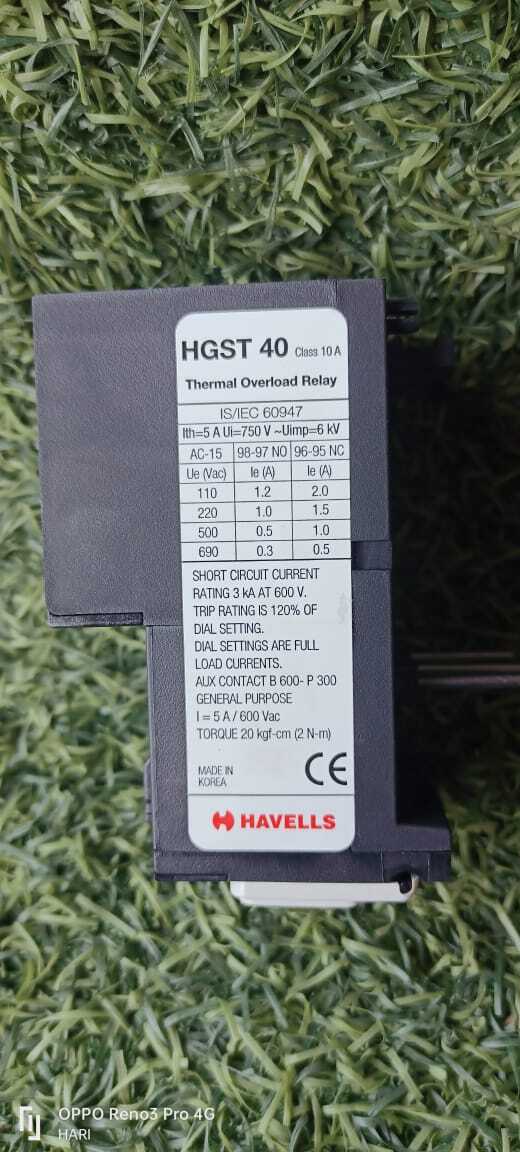 HGST 40 Class 10 A
Thermal Overload Relay
IS/IEC 60947
Ith=5 A Ui=750 V ~Uimp=6 kV
AC-15 98-97 NO 96-95 NC
Ue (Vac) Ie (A) Ie (A)
110 1.2 2.0
220 1.0 1.5
500 0.5 1.0
690 0.3 0.5
SHORT CIRCUIT CURRENT
RATING 3 kA AT 600 V.
TRIP RATING IS 120% OF
DIAL SETTING.
DIAL SETTINGS ARE FULL
LOAD CURRENTS.
AUX CONTACT B 600- P 300
GENERAL PURPOSE
I = 5 A / 600 Vac
TORQUE 20 kgf-cm (2 N-m)
MADE IN
KOREA
CE
HAVELLS
OPPO Reno3 Pro 4G
HARI